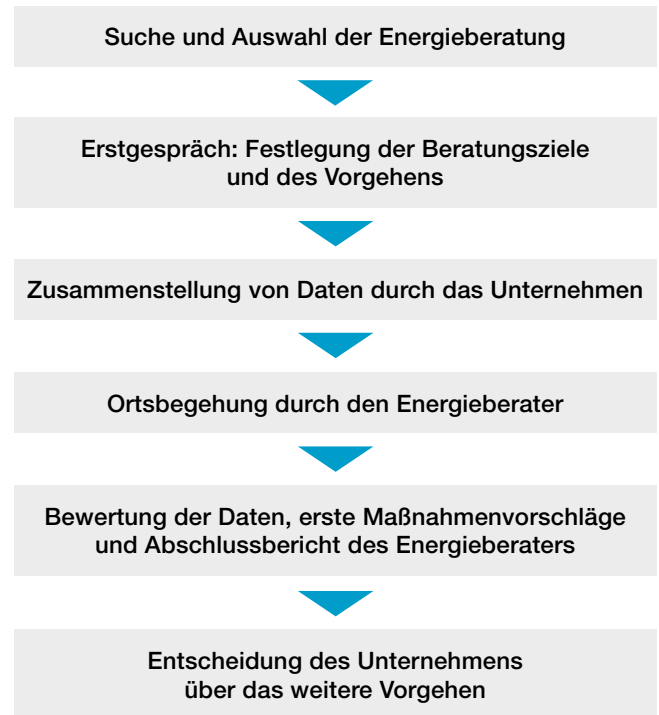 Suche und Auswahl der Energieberatung
Erstgespräch: Festlegung der Beratungsziele
und des Vorgehens
Zusammenstellung von Daten durch das Unternehmen
Ortsbegehung durch den Energieberater
Bewertung der Daten, erste Maßnahmenvorschläge
und Abschlussbericht des Energieberaters
Entscheidung des Unternehmens
über das weitere Vorgehen